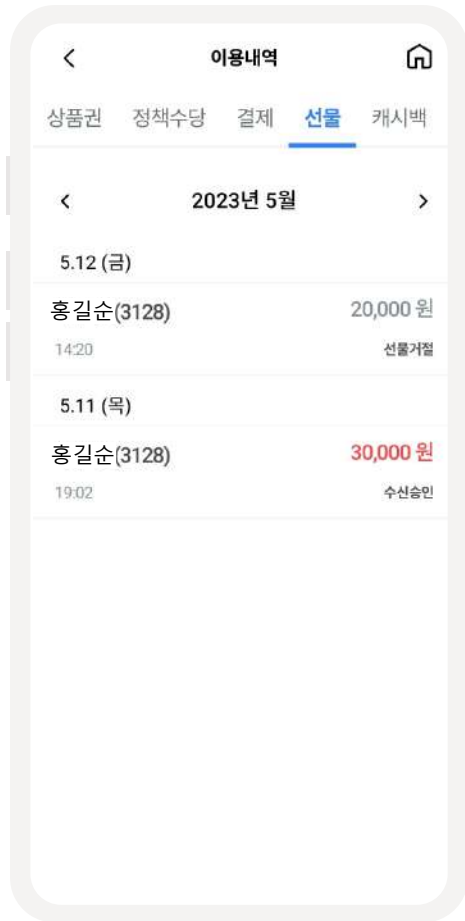 이용내역
상품권 정책수당 결제 선물 캐시백
2023년 5월
5.12 (금)
홍길순(3128) 20,000 원
14:20 선물거절
5.11 (목)
홍길순(3128) 30,000 원
19:02 수신승인